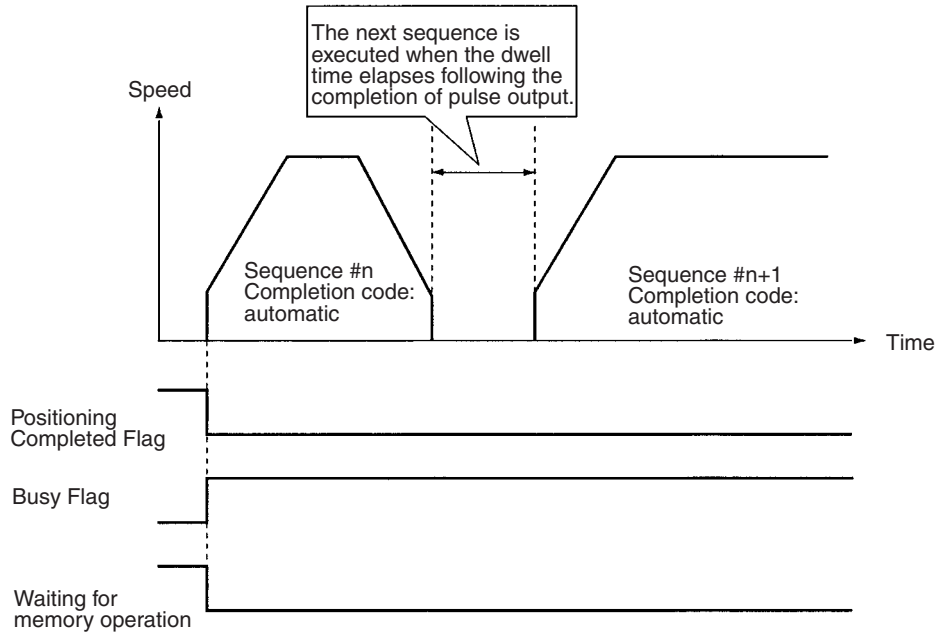 The next sequence is
executed when the dwell
time elapses following the
completion of pulse output.
Speed
Sequence #n
Completion code:
automatic
Sequence #n+1
Completion code:
automatic
Time
Positioning
Completed Flag
Busy Flag
Waiting for
memory operation